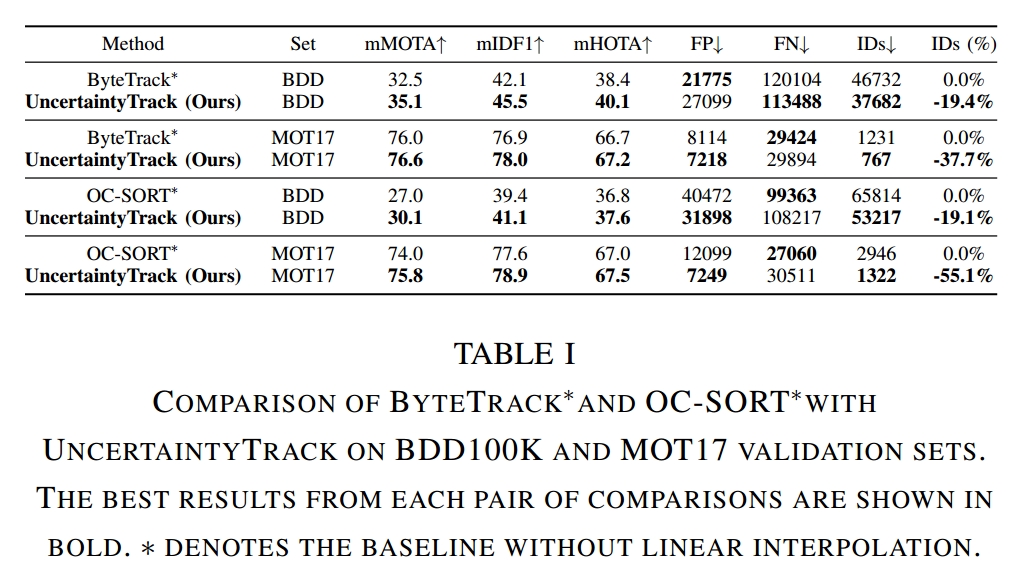 Method Set mMOTA↑ mIDF1↑ mHOTA↑ FP↓ FN↓ IDs↓ IDs (%)
ByteTrack* BDD 32.5 42.1 38.4 21775 120104 46732 0.0%
UncertaintyTrack (Ours) BDD 35.1 45.5 40.1 27099 113488 37682 -19.4%
ByteTrack* MOT17 76.0 76.9 66.7 8114 29424 1231 0.0%
UncertaintyTrack (Ours) MOT17 76.6 78.0 67.2 7218 29894 767 -37.7%
OC-SORT* BDD 27.0 39.4 36.8 40472 99363 65814 0.0%
UncertaintyTrack (Ours) BDD 30.1 41.1 37.6 31898 108217 53217 -19.1%
OC-SORT* MOT17 74.0 77.6 67.0 12099 27060 2946 0.0%
UncertaintyTrack (Ours) MOT17 75.8 78.9 67.5 7249 30511 1322 -55.1%
TABLE I
COMPARISON OF BYTETRACK* AND OC-SORT* WITH
UNCERTAINTYTRACK ON BDD100K AND MOT17 VALIDATION SETS.
THE BEST RESULTS FROM EACH PAIR OF COMPARISONS ARE SHOWN IN
BOLD. * DENOTES THE BASELINE WITHOUT LINEAR INTERPOLATION.